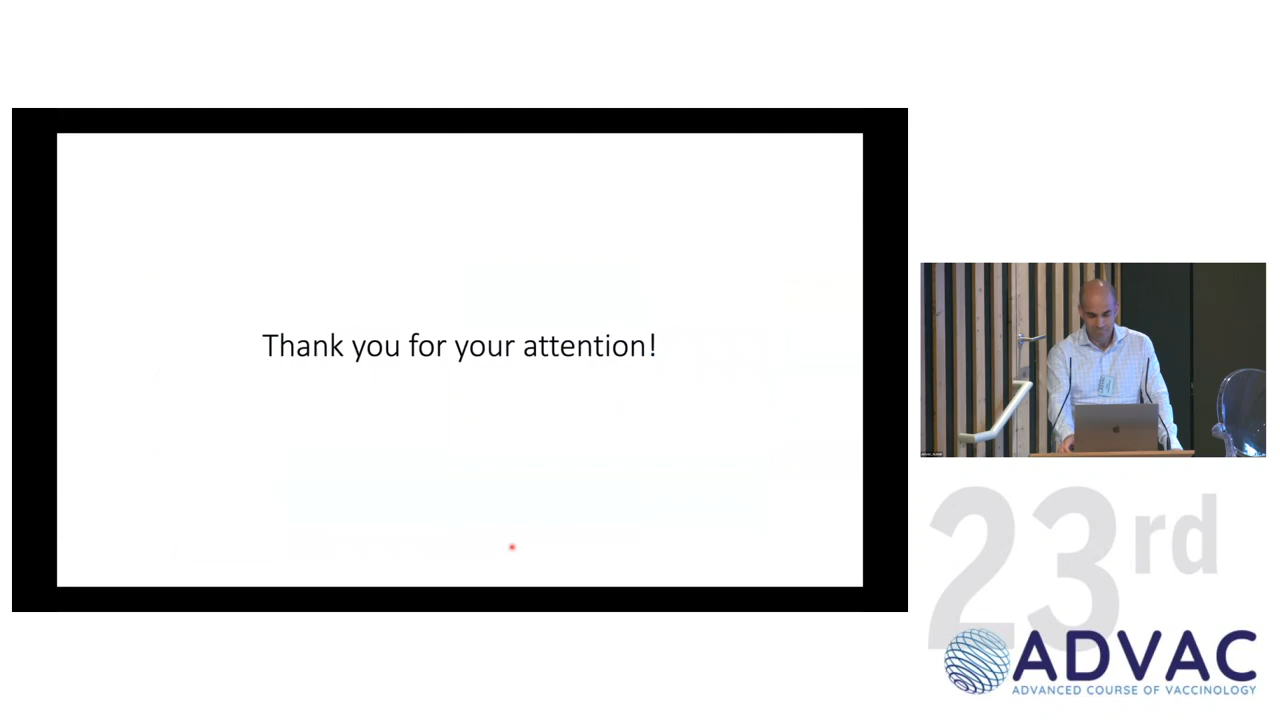 Thank you for your attention!
23rd
ADVAC
ADVANCED COURSE OF VACCINOLOGY